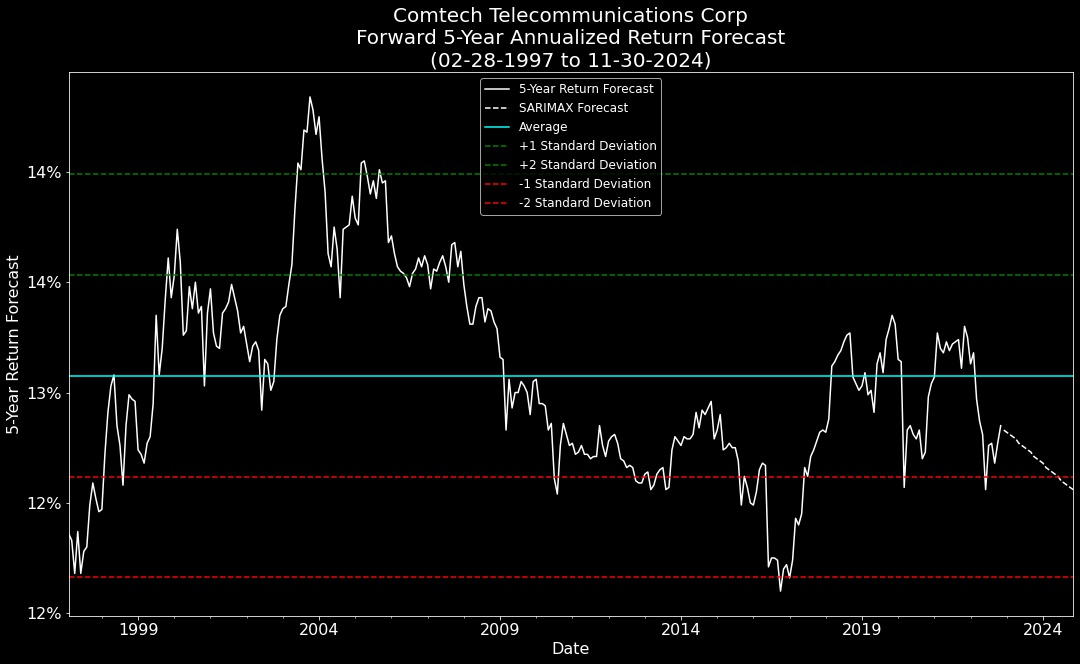 Comtech Telecommunications Corp
Forward 5-Year Annualized Return Forecast
(02-28-1997 to 11-30-2024)
5-Year Return Forecast
SARIMAX Forecast
Average
+1 Standard Deviation
+2 Standard Deviation
-1 Standard Deviation
-2 Standard Deviation
14%
14%
13%
12%
12%
5-Year Return Forecast
1999
2004
2009
2014
2019
2024
Date